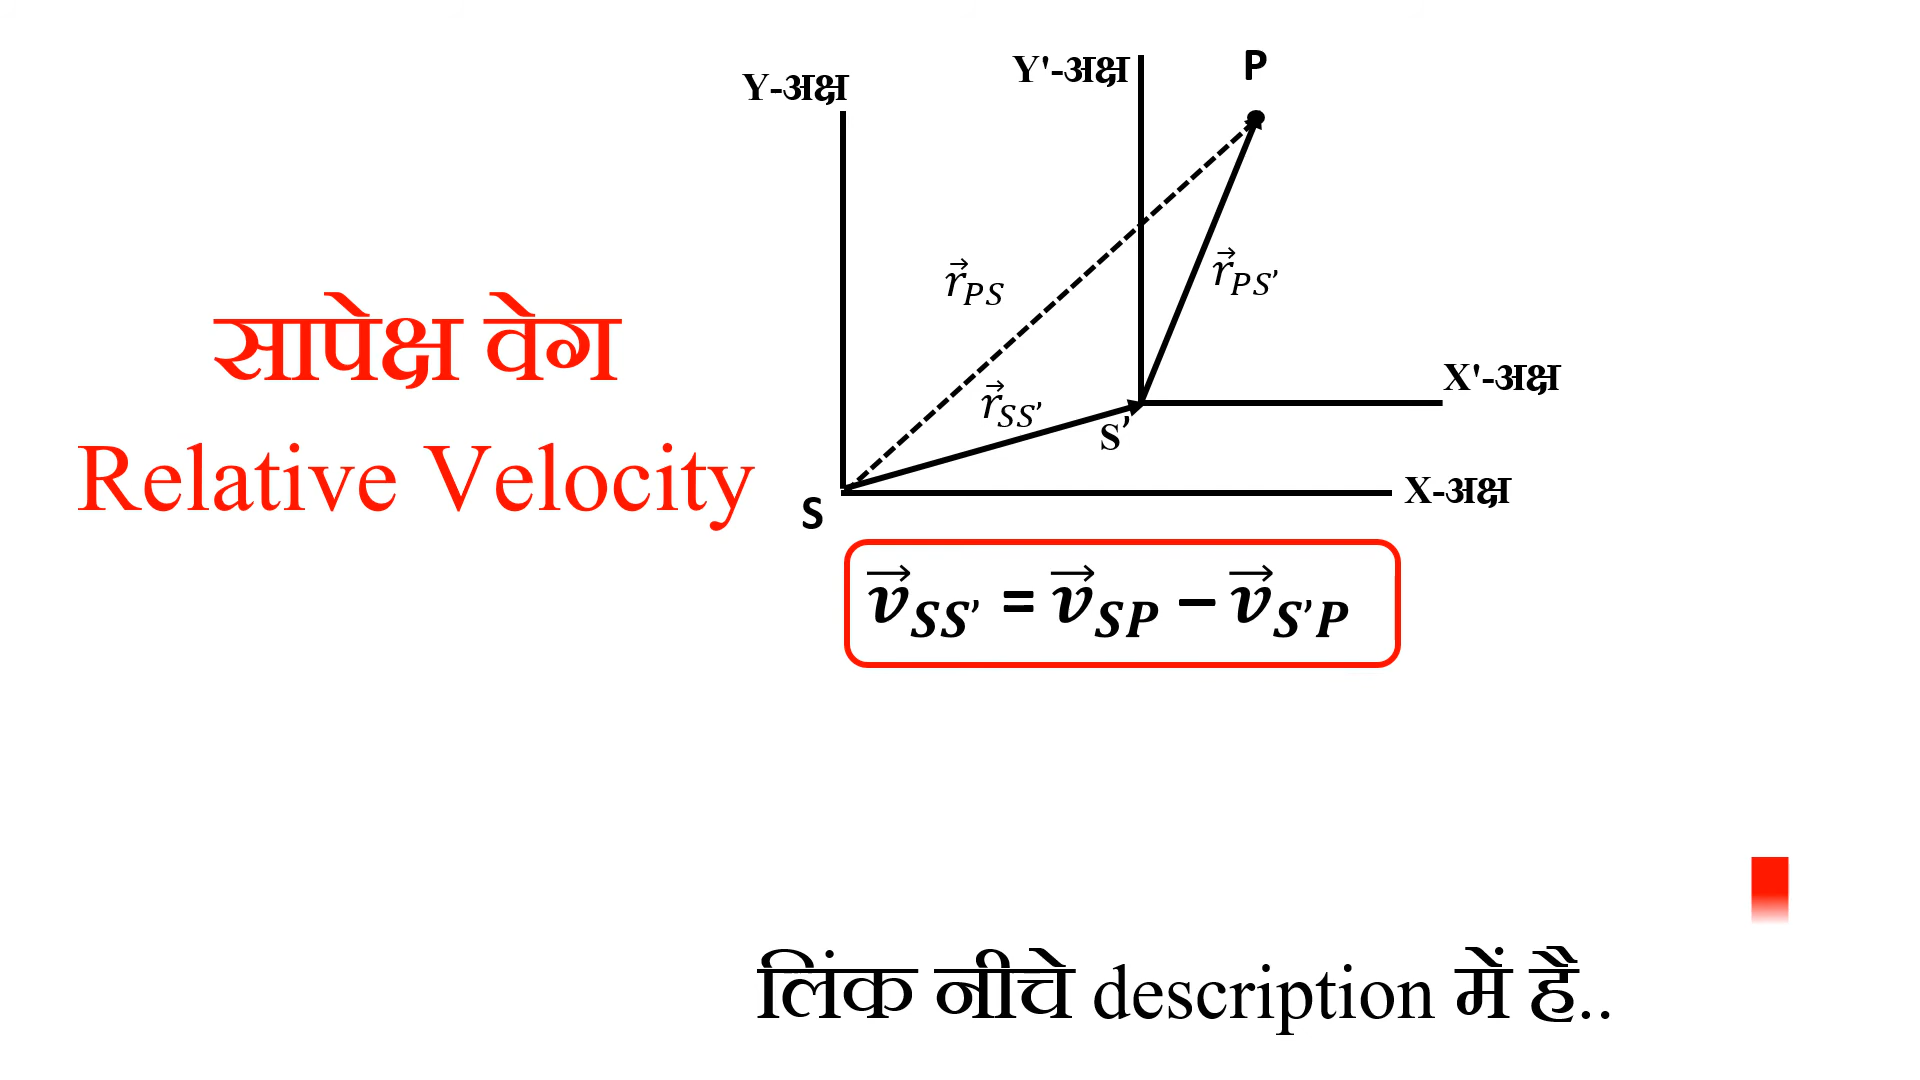 सापेक्ष वेग
Relative Velocity
Y-अक्ष
Y'-अक्ष
P
r⃗PS
r⃗PS’
r⃗SS’
X'-अक्ष
S’
X-अक्ष
S
v⃗SS’ = v⃗SP − v⃗S’P
लिंक नीचे description में है..